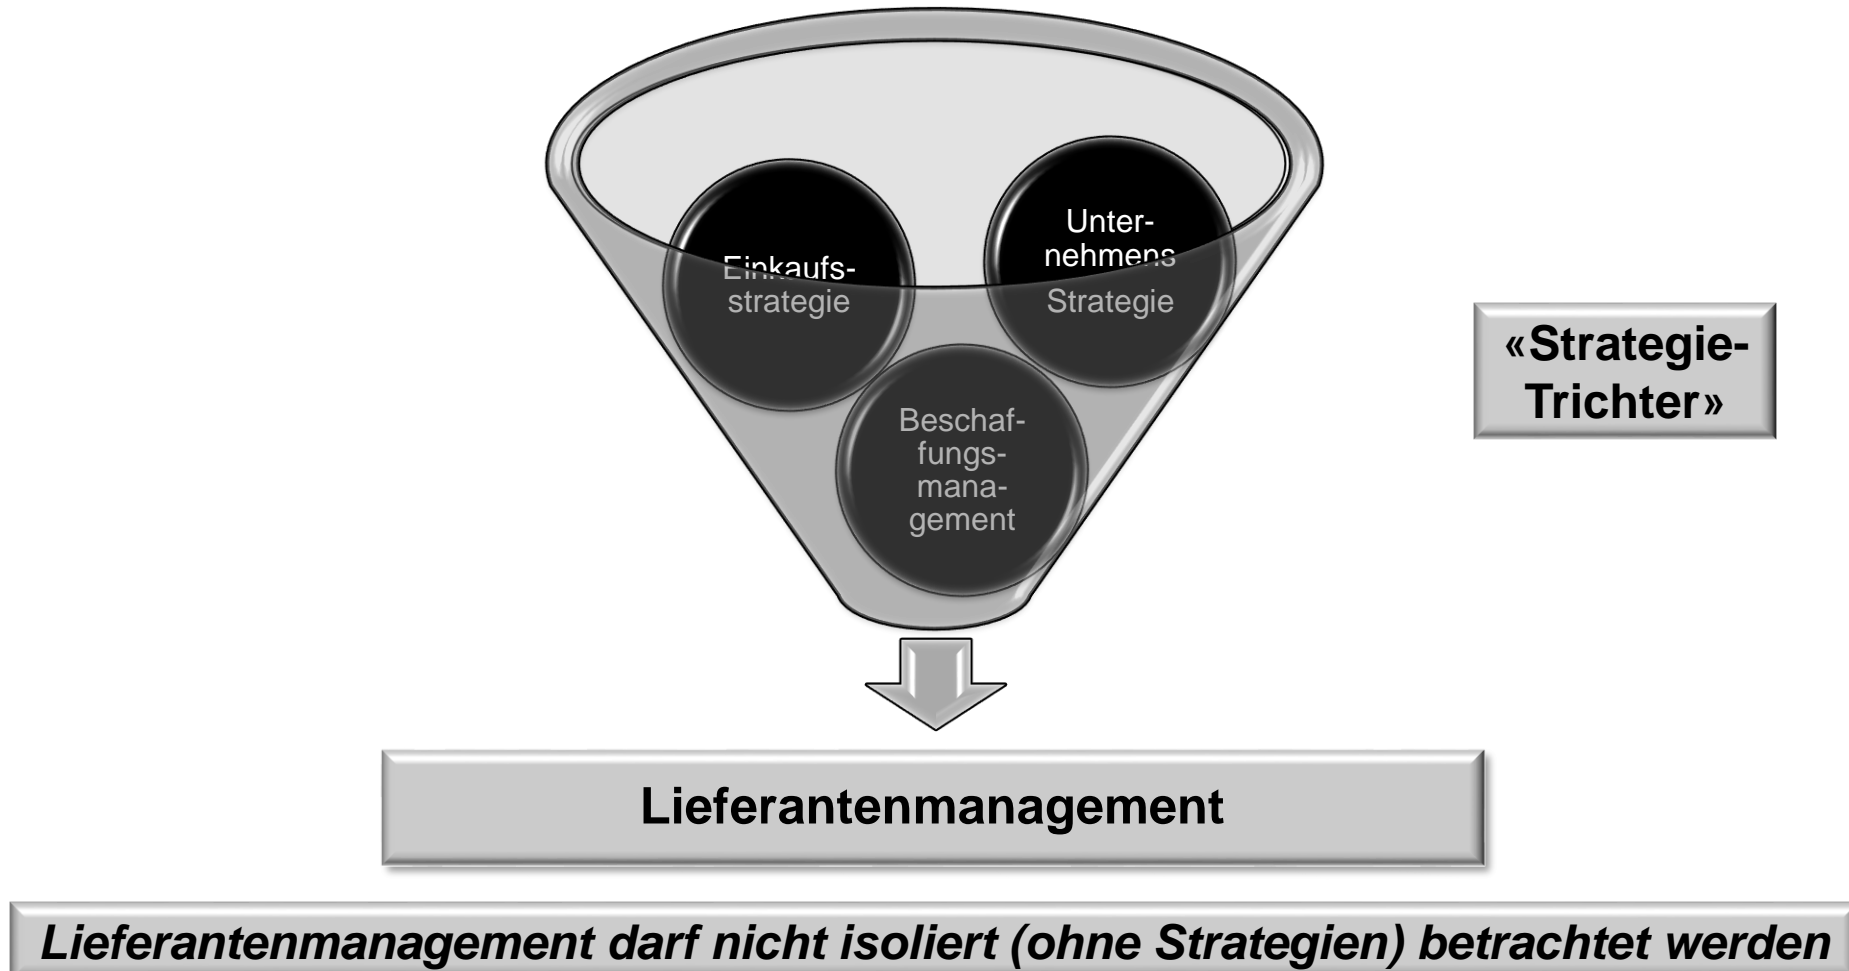 Einkaufs-
strategie
Unter-
nehmens
Strategie
Beschaf-
fungs-
mana-
gement
«Strategie-
Trichter»
Lieferantenmanagement
Lieferantenmanagement darf nicht isoliert (ohne Strategien) betrachtet werden